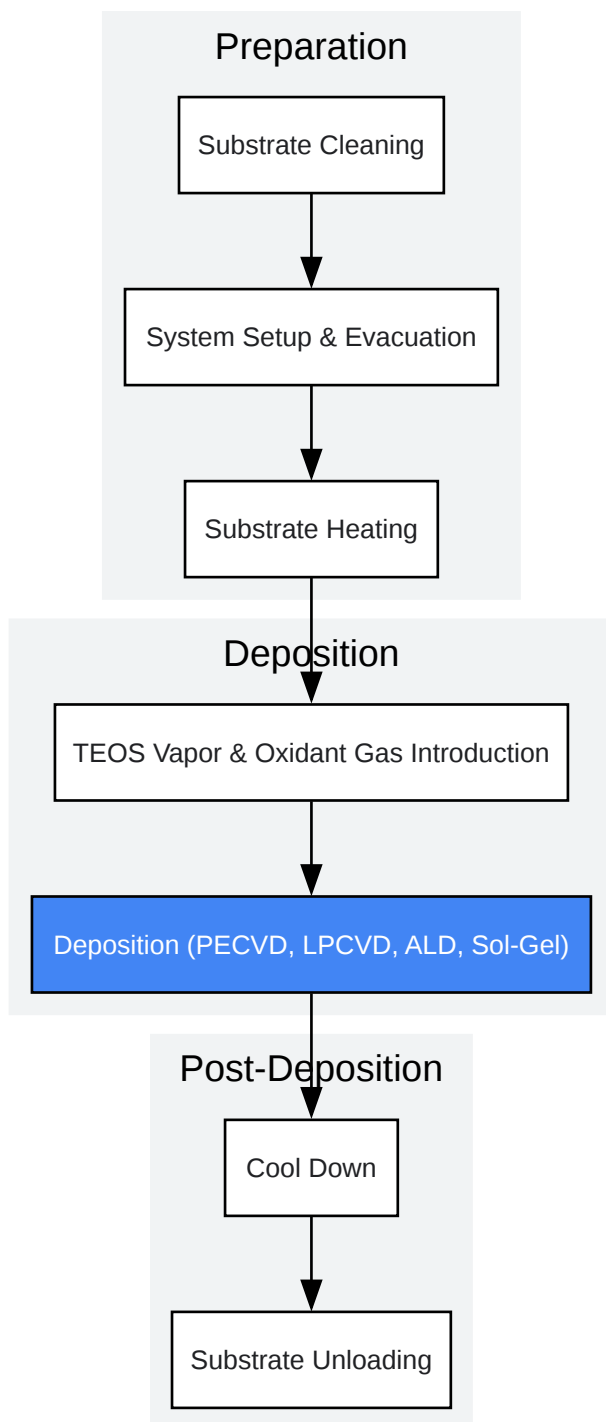 Preparation
Substrate Cleaning
System Setup & Evacuation
Substrate Heating
Deposition
TEOS Vapor & Oxidant Gas Introduction
Deposition (PECVD, LPCVD, ALD, Sol-Gel)
Post-Deposition
Cool Down
Substrate Unloading